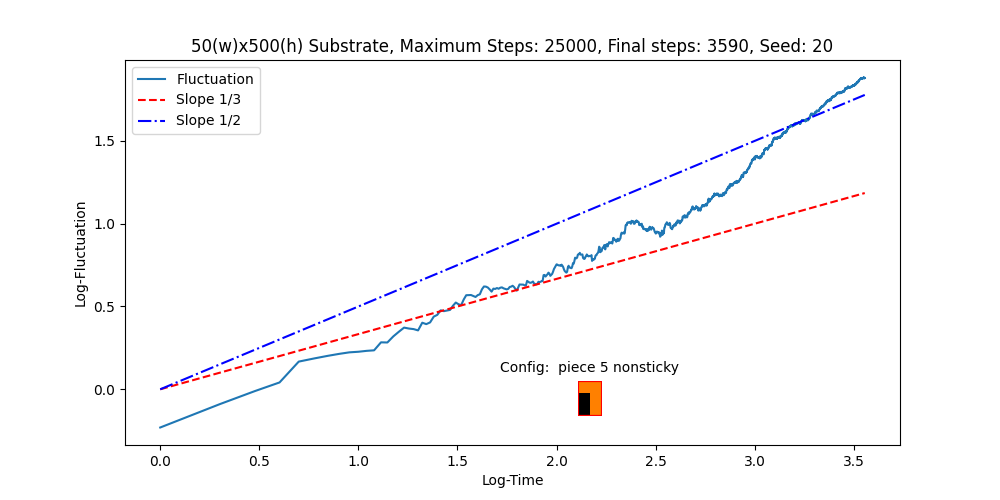 50(w)x500(h) Substrate, Maximum Steps: 25000, Final steps: 3590, Seed: 20
Fluctuation
Slope 1/3
Slope 1/2
Log-Fluctuation
1.5
1.0
0.5
0.0
Config:  piece 5 nonsticky
0.0 0.5 1.0 1.5 2.0 2.5 3.0 3.5
Log-Time